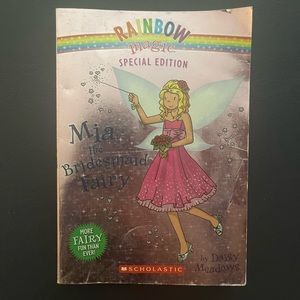 RAINBOW
magic
SPECIAL EDITION
Mia
the
Bridesmaid
Fairy
MORE
FAIRY
FUN THAN
EVER!
by Daisy
Meadows
SCHOLASTIC